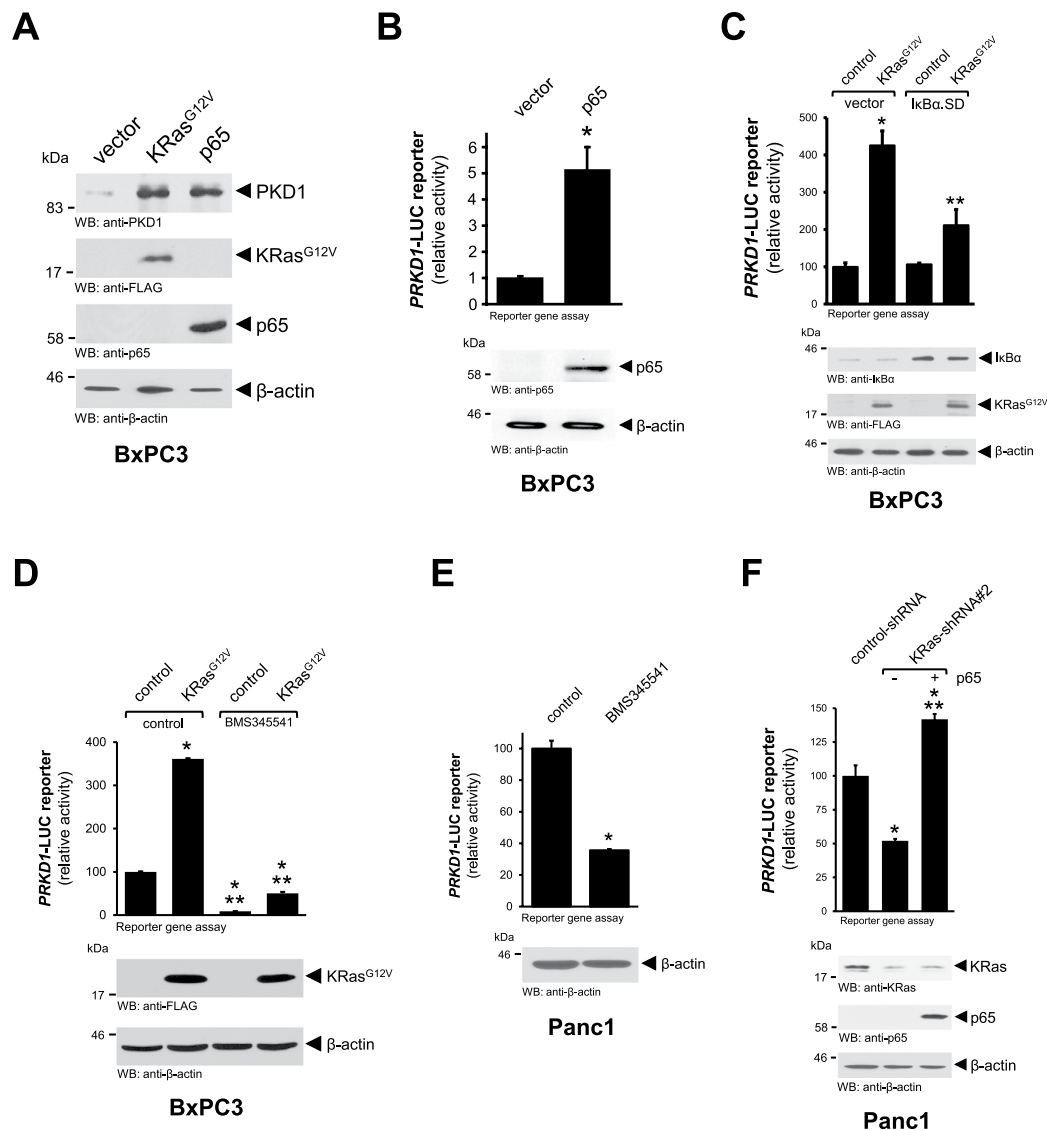 A
vector
KRasG12V
p65
kDa
83
PKD1
WB: anti-PKD1
17
KRasG12V
WB: anti-FLAG
58
p65
WB: anti-p65
46
β-actin
WB: anti-β-actin
BxPC3
B
vector
p65
*
PRKD1-LUC reporter
(relative activity)
6
5
4
3
2
1
0
Reporter gene assay
kDa
58
p65
WB: anti-p65
46
β-actin
WB: anti-β-actin
BxPC3
C
control
KRasG12V
control
KRasG12V
vector
IκBα.SD
*
**
PRKD1-LUC reporter
(relative activity)
500
400
300
200
100
0
Reporter gene assay
kDa
46
IκBα
WB: anti-IκBα
17
KRasG12V
WB: anti-FLAG
46
β-actin
WB: anti-β-actin
BxPC3
D
control
KRasG12V
control
KRasG12V
control
BMS345541
*
*
**
*
**
PRKD1-LUC reporter
(relative activity)
400
300
200
100
0
Reporter gene assay
kDa
17
KRasG12V
WB: anti-FLAG
46
β-actin
WB: anti-β-actin
BxPC3
E
control
BMS345541
*
PRKD1-LUC reporter
(relative activity)
100
80
60
40
20
0
Reporter gene assay
kDa
46
β-actin
WB: anti-β-actin
Panc1
F
control-shRNA
KRas-shRNA#2
- + p65
*
*
**
PRKD1-LUC reporter
(relative activity)
150
125
100
75
50
25
0
Reporter gene assay
kDa
17
KRas
WB: anti-KRas
58
p65
WB: anti-p65
46
β-actin
WB: anti-β-actin
Panc1